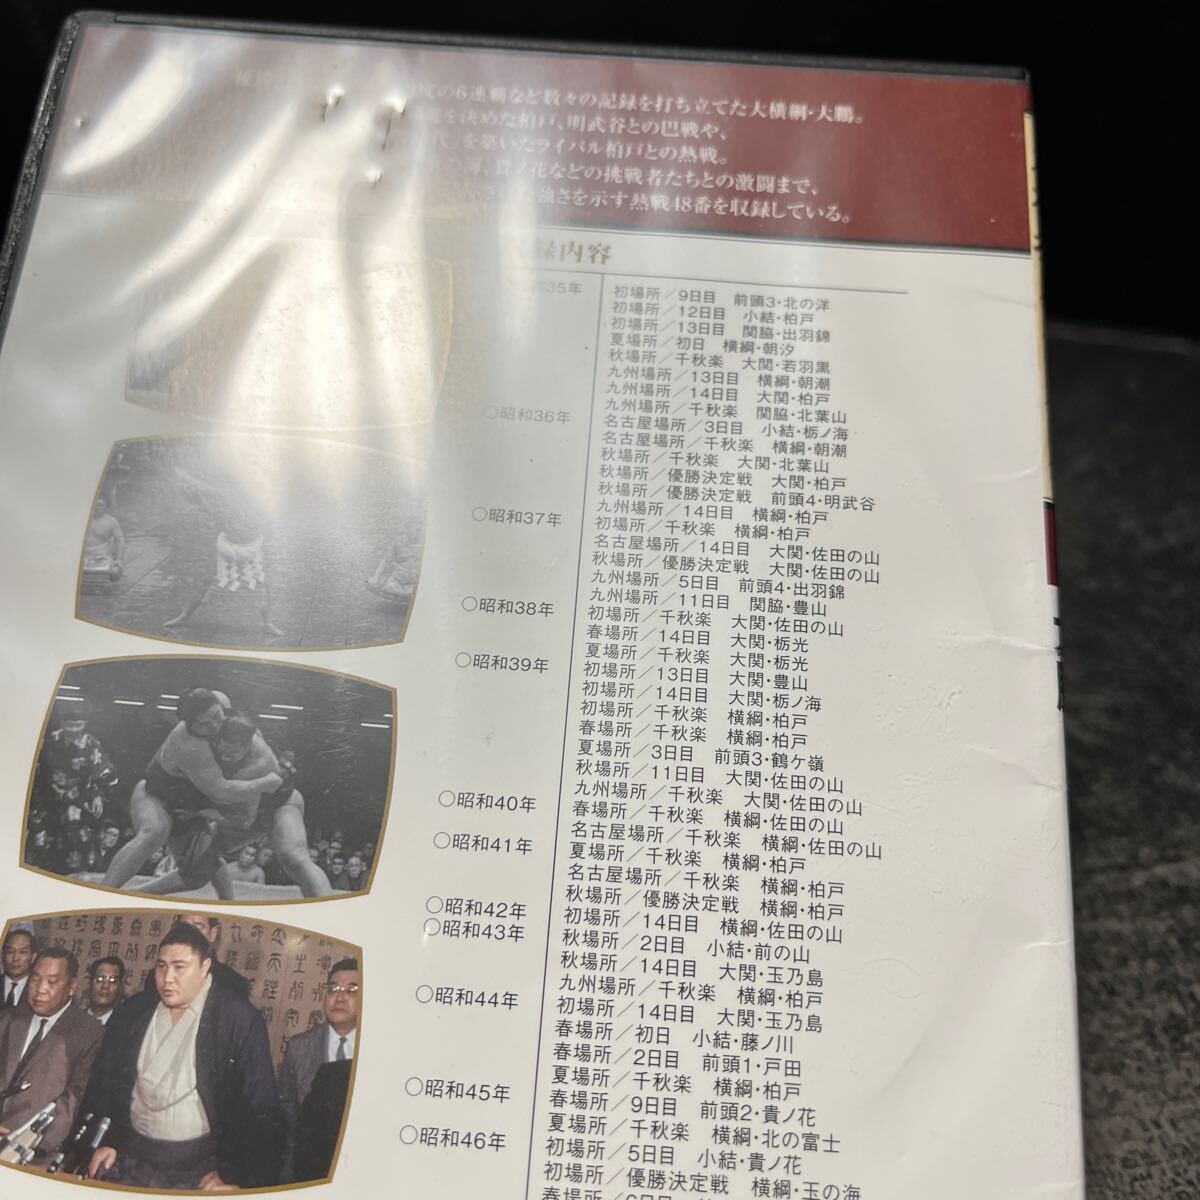 度の6連覇など数々の記録を打ち立てた大横綱・大鵬。
を決めた柏戸、明武谷との巴戦や、
代」を築いたライバル柏戸との熱戦。
の海、貴ノ花などの挑戦者たちとの激闘まで、
強さを示す熱戦48番を収録している。
録内容
35年
初場所／9日目 前頭3・北の洋
初場所／12日目 小結・柏戸
初場所／13日目 関脇・出羽錦
夏場所／初日 横綱・朝汐
秋場所／千秋楽 大関・若羽黒
九州場所／13日目 横綱・朝潮
九州場所／14日目 大関・柏戸
九州場所／千秋楽 関脇・北葉山
○昭和36年
名古屋場所／3日目 小結・栃ノ海
名古屋場所／千秋楽 横綱・朝潮
秋場所／千秋楽 大関・北葉山
秋場所／優勝決定戦 大関・柏戸
秋場所／優勝決定戦 前頭4・明武谷
九州場所／14日目 横綱・柏戸
○昭和37年
初場所／千秋楽 横綱・柏戸
名古屋場所／14日目 大関・佐田の山
秋場所／優勝決定戦 大関・佐田の山
九州場所／5日目 前頭4・出羽錦
九州場所／11日目 関脇・豊山
○昭和38年
初場所／千秋楽 大関・佐田の山
春場所／14日目 大関・栃光
夏場所／千秋楽 大関・栃光
○昭和39年
初場所／13日目 大関・豊山
初場所／14日目 大関・栃ノ海
初場所／千秋楽 横綱・柏戸
春場所／千秋楽 横綱・柏戸
夏場所／3日目 前頭3・鶴ケ嶺
秋場所／11日目 大関・佐田の山
九州場所／千秋楽 大関・佐田の山
○昭和40年
春場所／千秋楽 横綱・佐田の山
名古屋場所／千秋楽 横綱・佐田の山
○昭和41年
夏場所／千秋楽 横綱・柏戸
名古屋場所／千秋楽 横綱・柏戸
秋場所／優勝決定戦 横綱・柏戸
○昭和42年
初場所／14日目 横綱・佐田の山
○昭和43年
秋場所／2日目 小結・前の山
秋場所／14日目 大関・玉乃島
九州場所／千秋楽 横綱・柏戸
○昭和44年
初場所／14日目 大関・玉乃島
春場所／初日 小結・藤ノ川
春場所／2日目 前頭1・戸田
夏場所／千秋楽 横綱・柏戸
○昭和45年
春場所／9日目 前頭2・貴ノ花
夏場所／千秋楽 横綱・北の富士
○昭和46年
初場所／5日目 小結・貴ノ花
初場所／優勝決定戦 横綱・玉の海
春場所／6日目